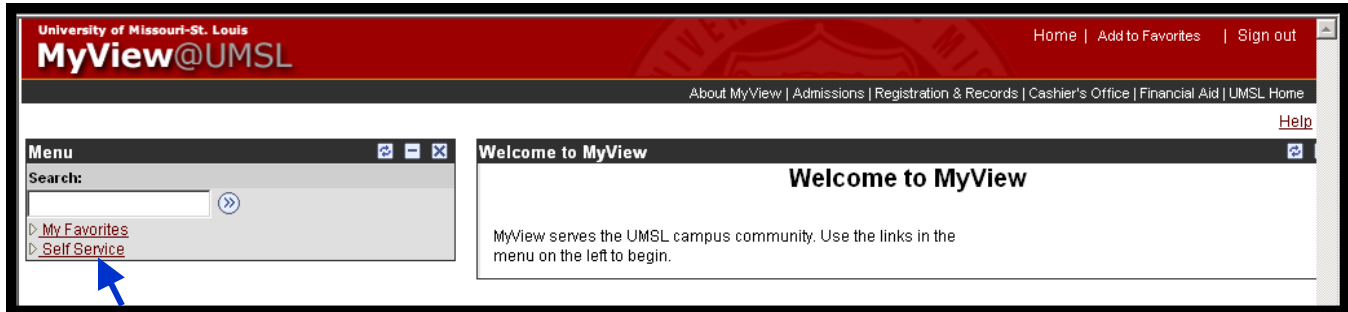 University of Missouri-St. Louis
MyView@UMSL
Home | Add to Favorites | Sign out
About MyView | Admissions | Registration & Records | Cashier's Office | Financial Aid | UMSL Home
Help
Menu
Search:
My Favorites
Self Service
Welcome to MyView
Welcome to MyView
MyView serves the UMSL campus community. Use the links in the
menu on the left to begin.